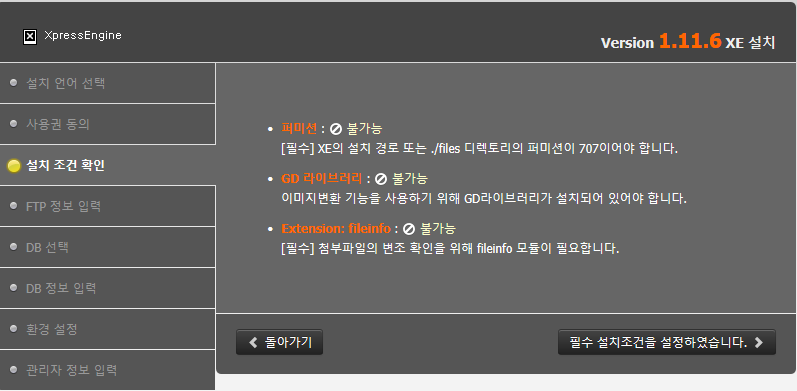 XpressEngine
Version 1.11.6 XE 설치
설치 언어 선택
사용권 동의
설치 조건 확인
FTP 정보 입력
DB 선택
DB 정보 입력
환경 설정
관리자 정보 입력
퍼미션 : 불가능
[필수] XE의 설치 경로 또는 ./files 디렉토리의 퍼미션이 707이어야 합니다.
GD 라이브러리 : 불가능
이미지변환 기능을 사용하기 위해 GD라이브러리가 설치되어 있어야 합니다.
Extension: fileinfo : 불가능
[필수] 첨부파일의 변조 확인을 위해 fileinfo 모듈이 필요합니다.
돌아가기
필수 설치조건을 설정하였습니다.